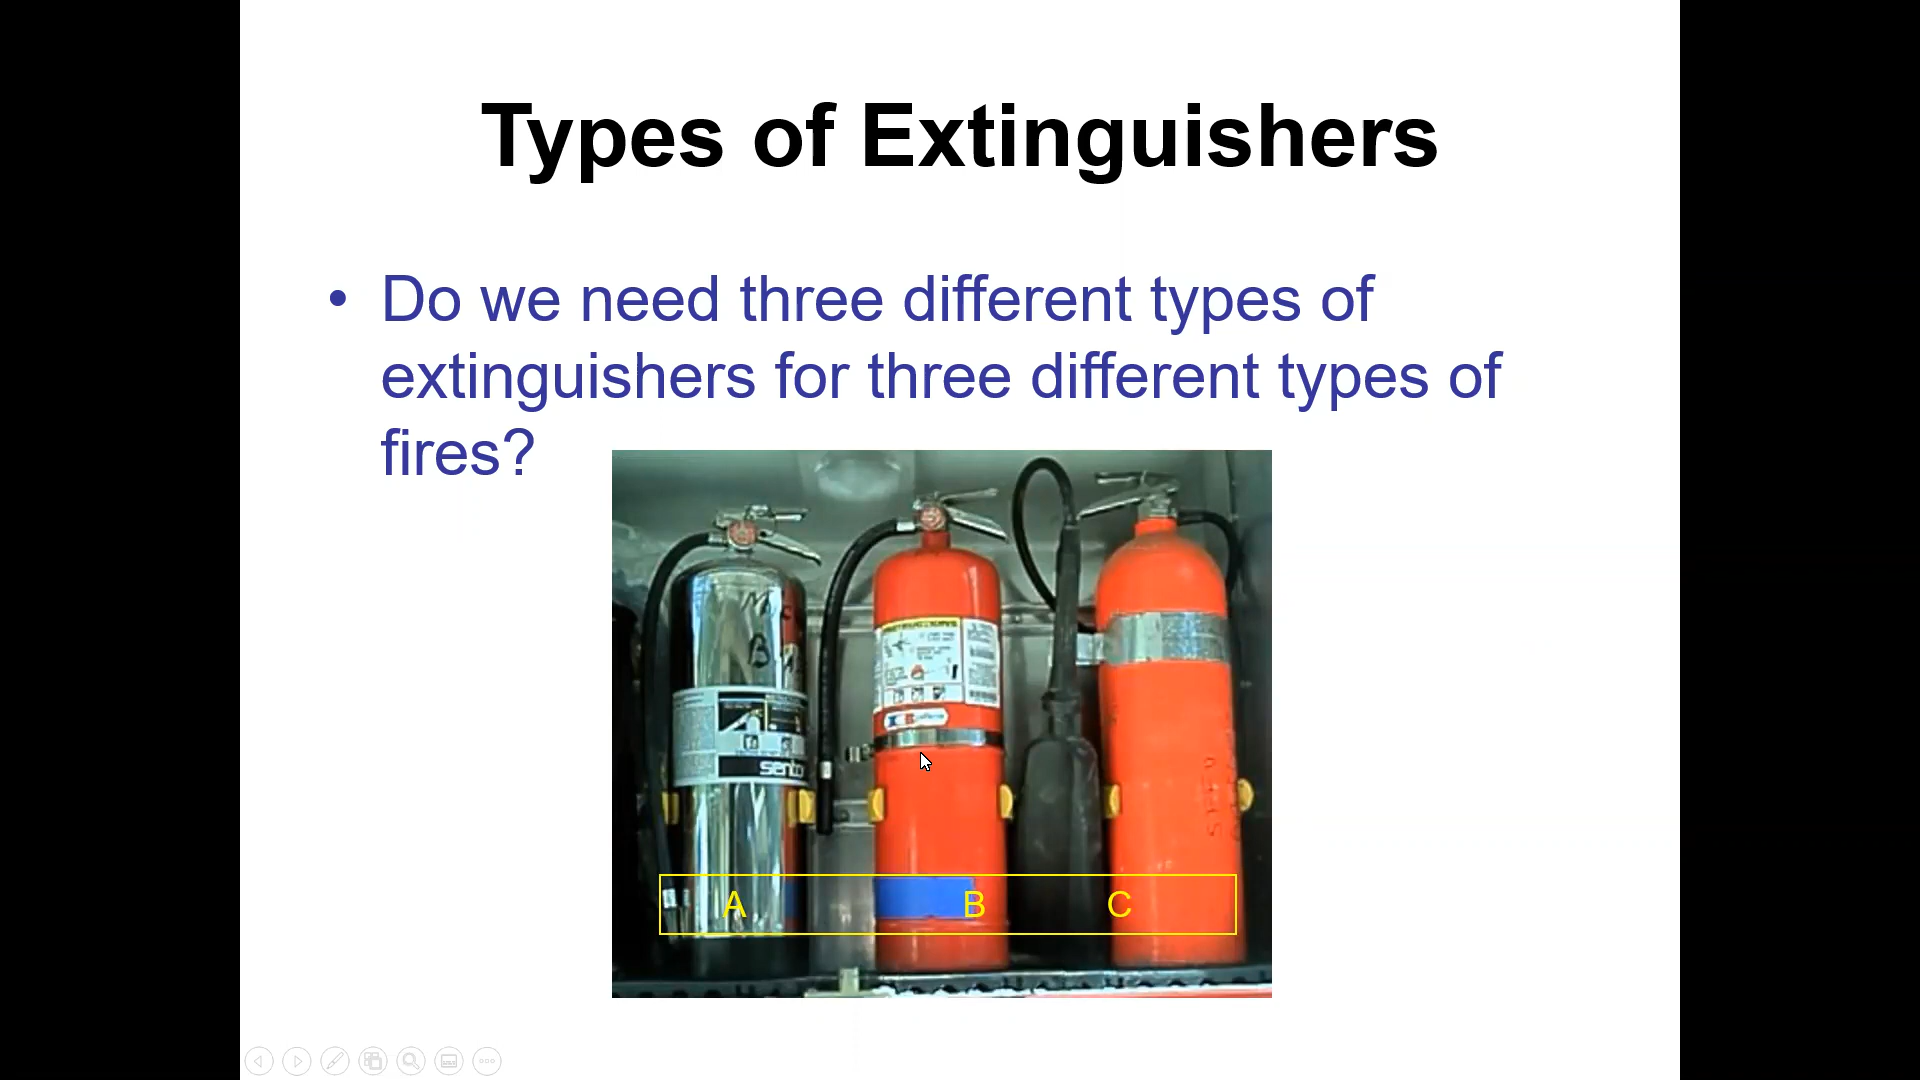 Types of Extinguishers
• Do we need three different types of
extinguishers for three different types of
fires?
A B C